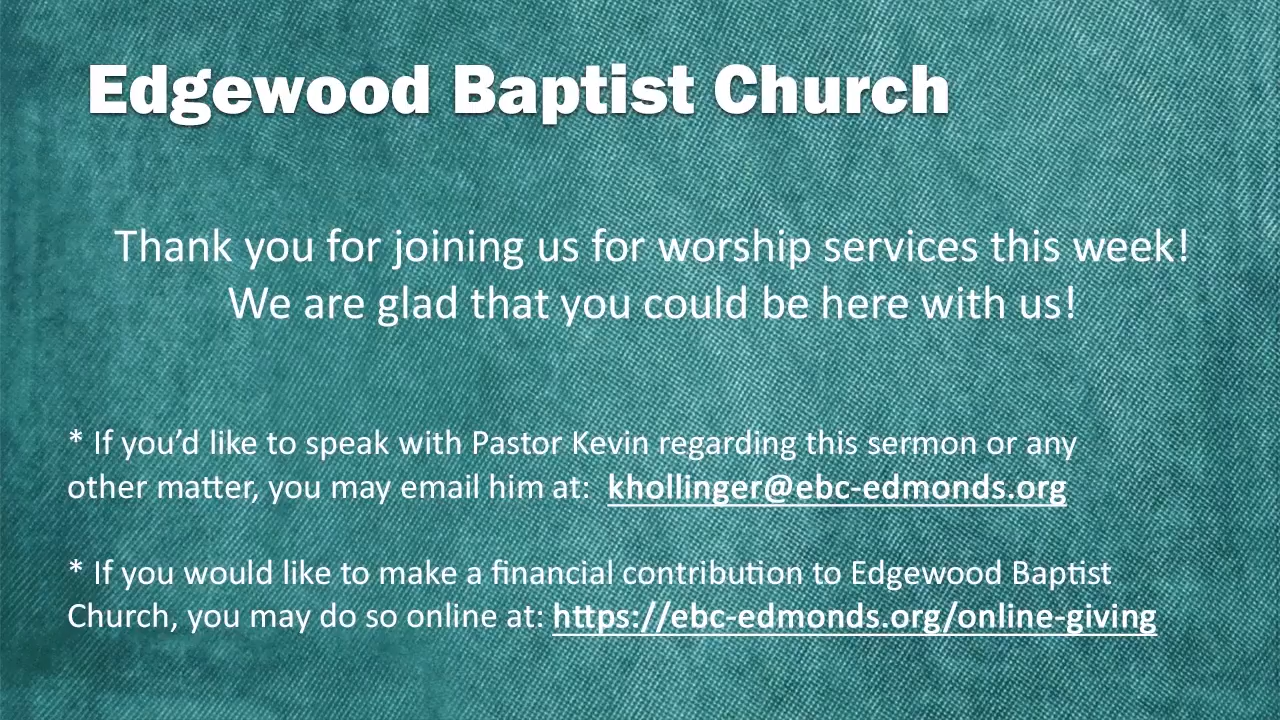 Edgewood Baptist Church
Thank you for joining us for worship services this week!
We are glad that you could be here with us!
* If you’d like to speak with Pastor Kevin regarding this sermon or any
other matter, you may email him at:  khollinger@ebc-edmonds.org
* If you would like to make a financial contribution to Edgewood Baptist
Church, you may do so online at: https://ebc-edmonds.org/online-giving